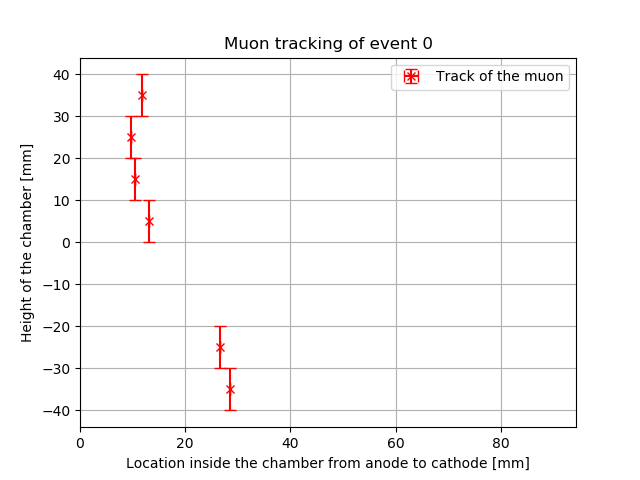 Muon tracking of event 0
Track of the muon
Height of the chamber [mm]
40
30
20
10
0
−10
−20
−30
−40
0 20 40 60 80
Location inside the chamber from anode to cathode [mm]